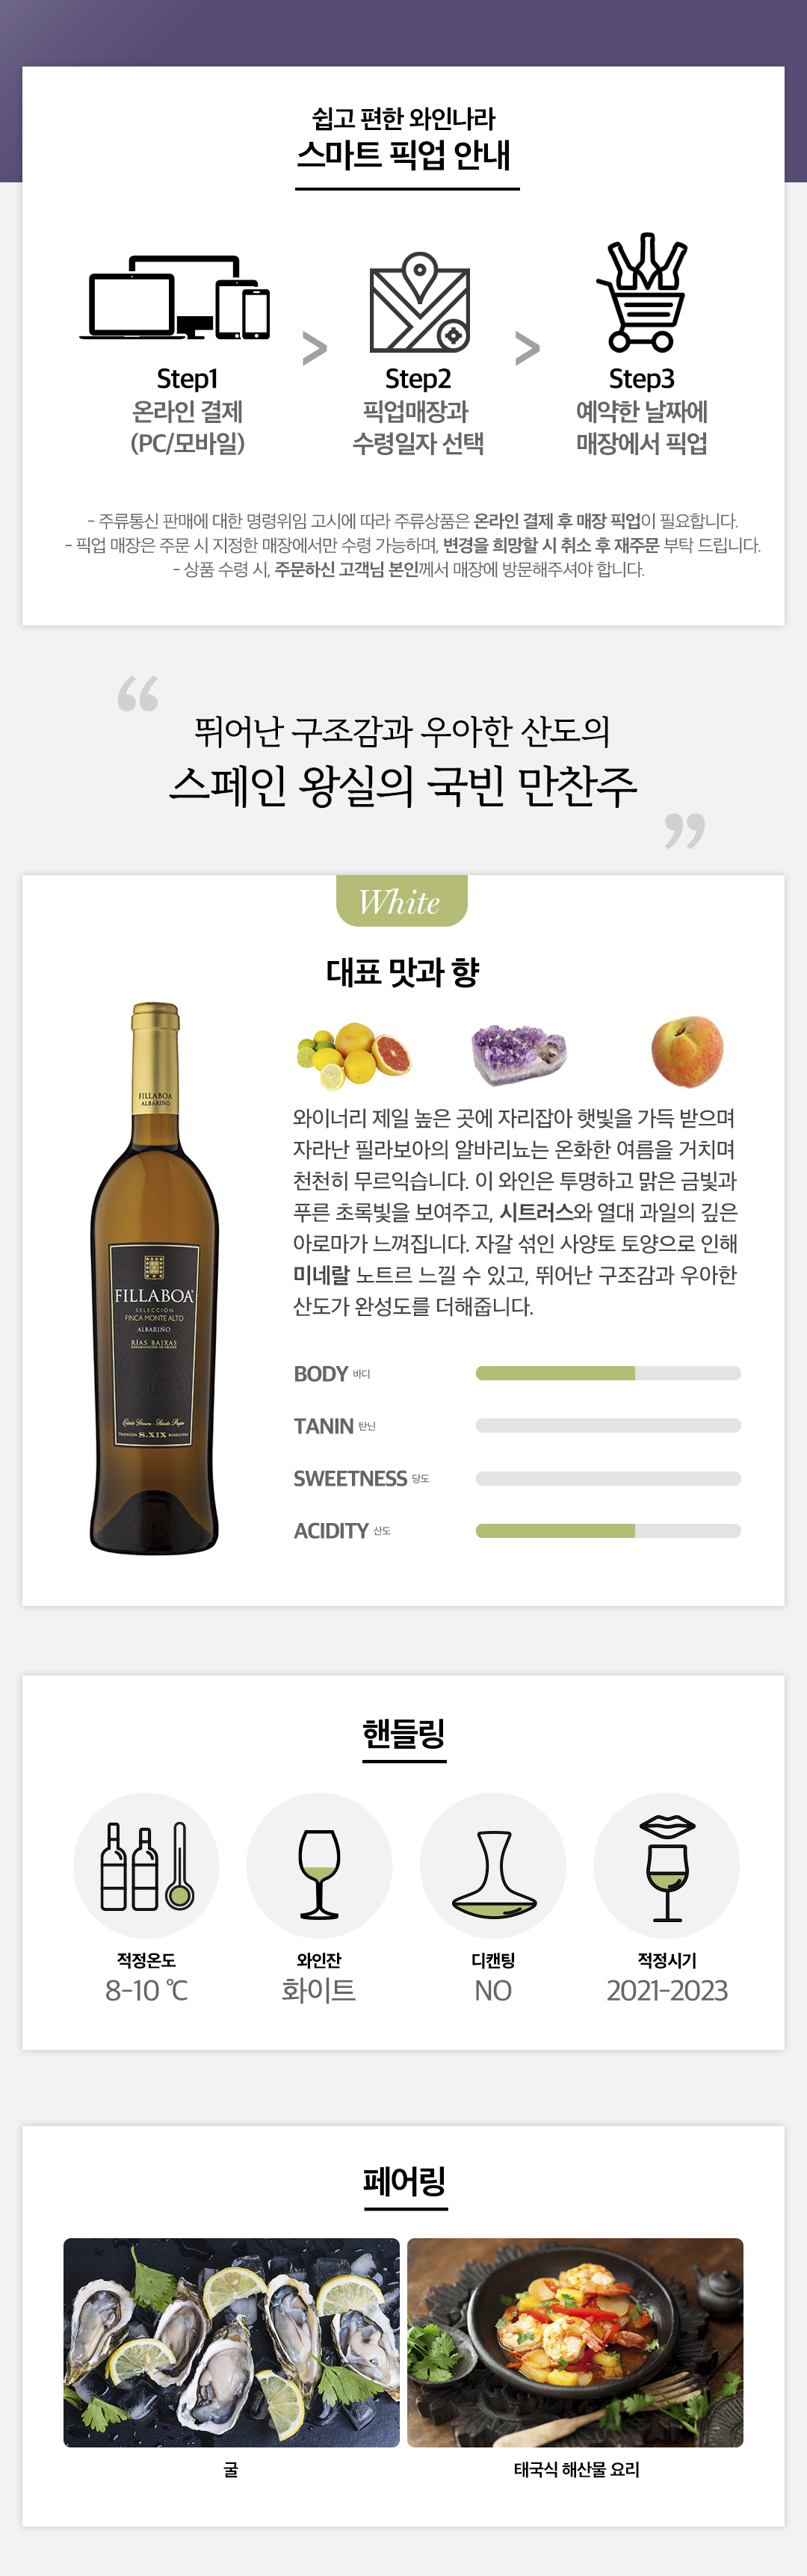 쉽고 편한 와인나라
스마트 픽업 안내
Step1
온라인 결제
(PC/모바일)
>
Step2
픽업매장과
수령일자 선택
>
Step3
예약한 날짜에
매장에서 픽업
- 주류통신 판매에 대한 명령위임 고시에 따라 주류상품은 온라인 결제 후 매장 픽업이 필요합니다.
- 픽업 매장은 주문 시 지정한 매장에서만 수령 가능하며, 변경을 희망할 시 취소 후 재주문 부탁 드립니다.
- 상품 수령 시, 주문하신 고객님 본인께서 매장에 방문해주셔야 합니다.
“
뛰어난 구조감과 우아한 산도의
스페인 왕실의 국빈 만찬주
”
White
대표 맛과 향
FILLABOA
ALBARIÑO
FILLABOA
SELECCIÓN
FINCA MONTE ALTO
ALBARIÑO
RÍAS BAIXAS
S.XIX
와이너리 제일 높은 곳에 자리잡아 햇빛을 가득 받으며
자라난 필라보아의 알바리뇨는 온화한 여름을 거치며
천천히 무르익습니다. 이 와인은 투명하고 맑은 금빛과
푸른 초록빛을 보여주고, 시트러스와 열대 과일의 깊은
아로마가 느껴집니다. 자갈 섞인 사양토 토양으로 인해
미네랄 노트르 느낄 수 있고, 뛰어난 구조감과 우아한
산도가 완성도를 더해줍니다.
BODY 바디
TANIN 탄닌
SWEETNESS 당도
ACIDITY 산도
핸들링
적정온도
8-10 ℃
와인잔
화이트
디캔팅
NO
적정시기
2021-2023
페어링
굴
태국식 해산물 요리